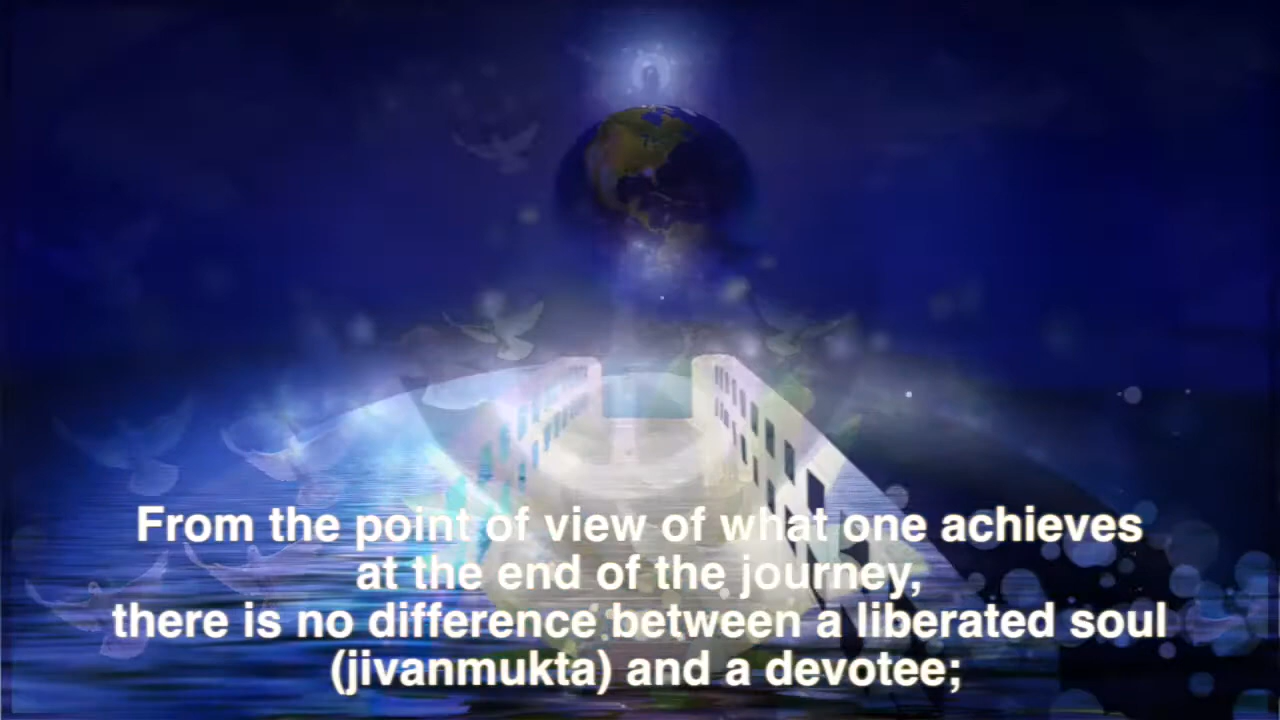 From the point of view of what one achieves
at the end of the journey,
there is no difference between a liberated soul
(jivanmukta) and a devotee;